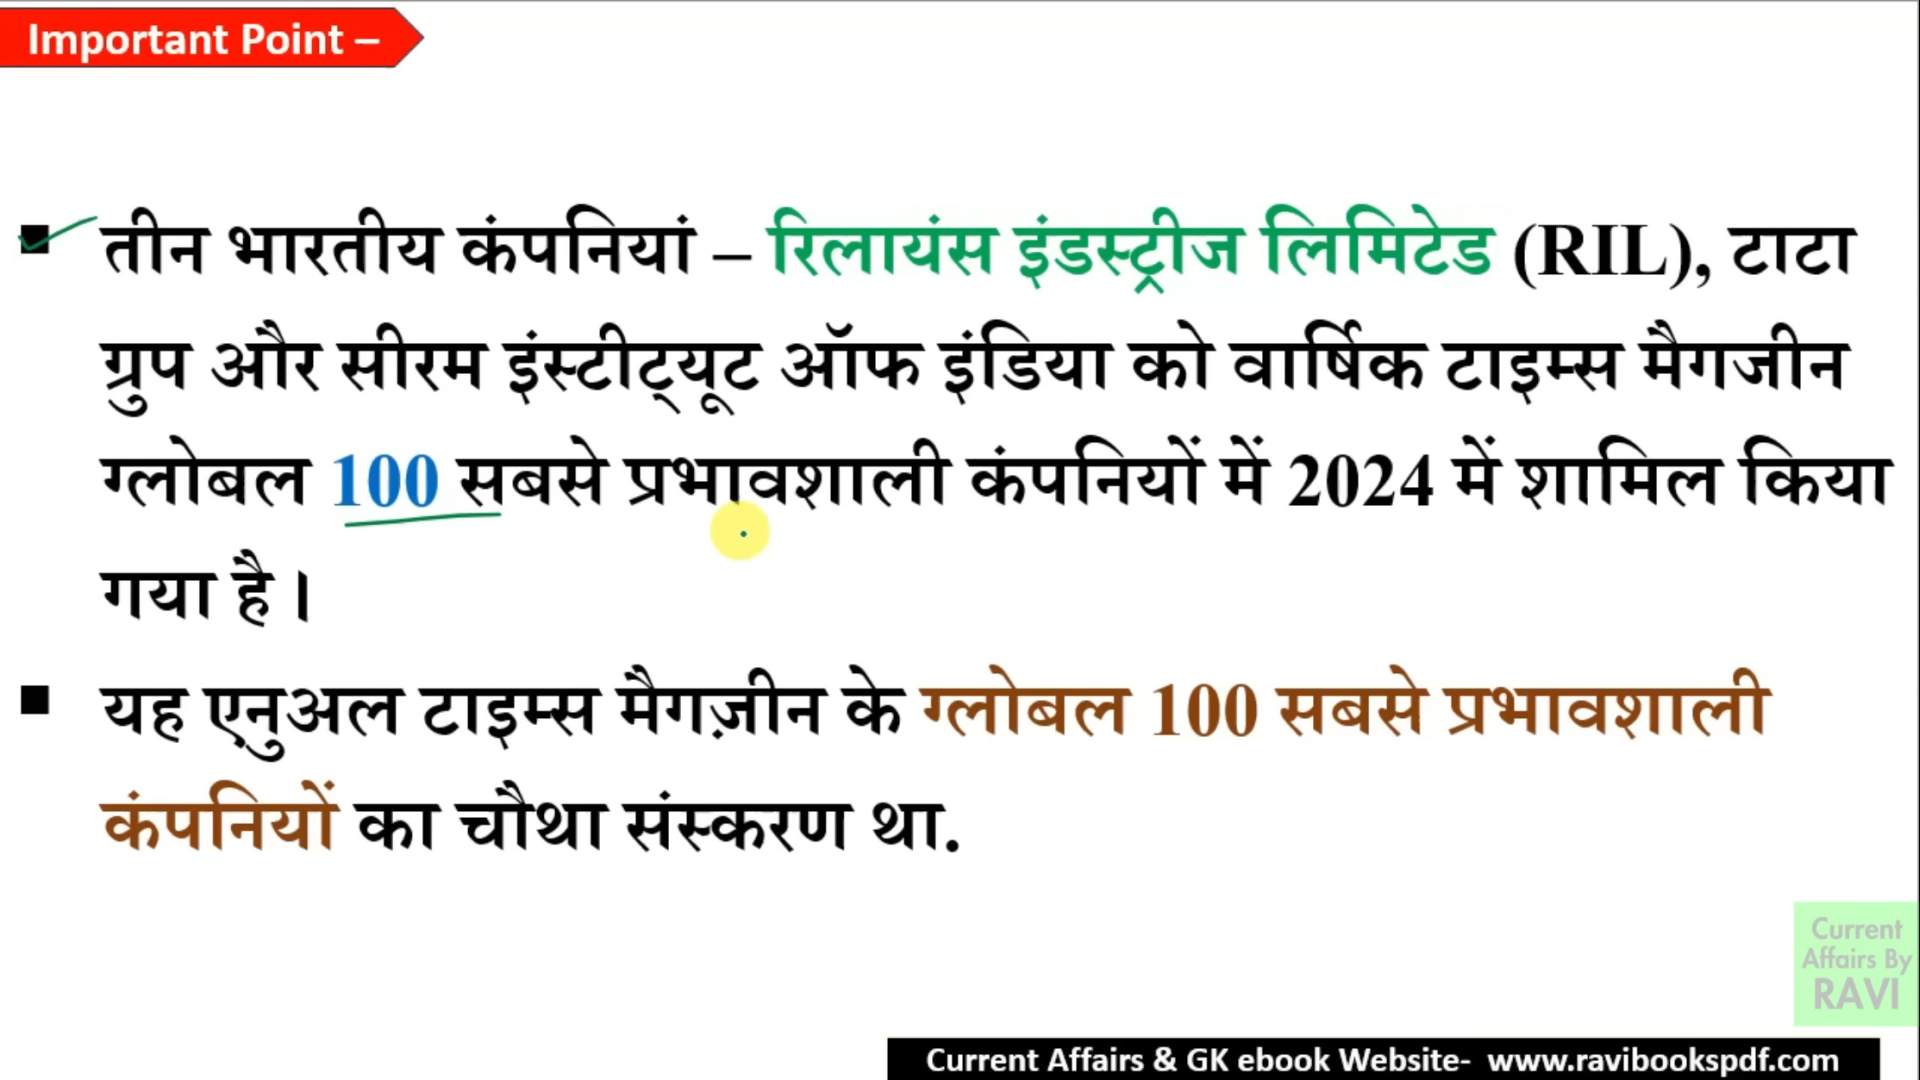 Important Point –
तीन भारतीय कंपनियां – रिलायंस इंडस्ट्रीज लिमिटेड (RIL), टाटा
ग्रुप और सीरम इंस्टीट्यूट ऑफ इंडिया को वार्षिक टाइम्स मैगजीन
ग्लोबल 100 सबसे प्रभावशाली कंपनियों में 2024 में शामिल किया
गया है।
यह एनुअल टाइम्स मैगज़ीन के ग्लोबल 100 सबसे प्रभावशाली
कंपनियों का चौथा संस्करण था.
Current
Affairs By
RAVI
Current Affairs & GK ebook Website- www.ravibookspdf.com